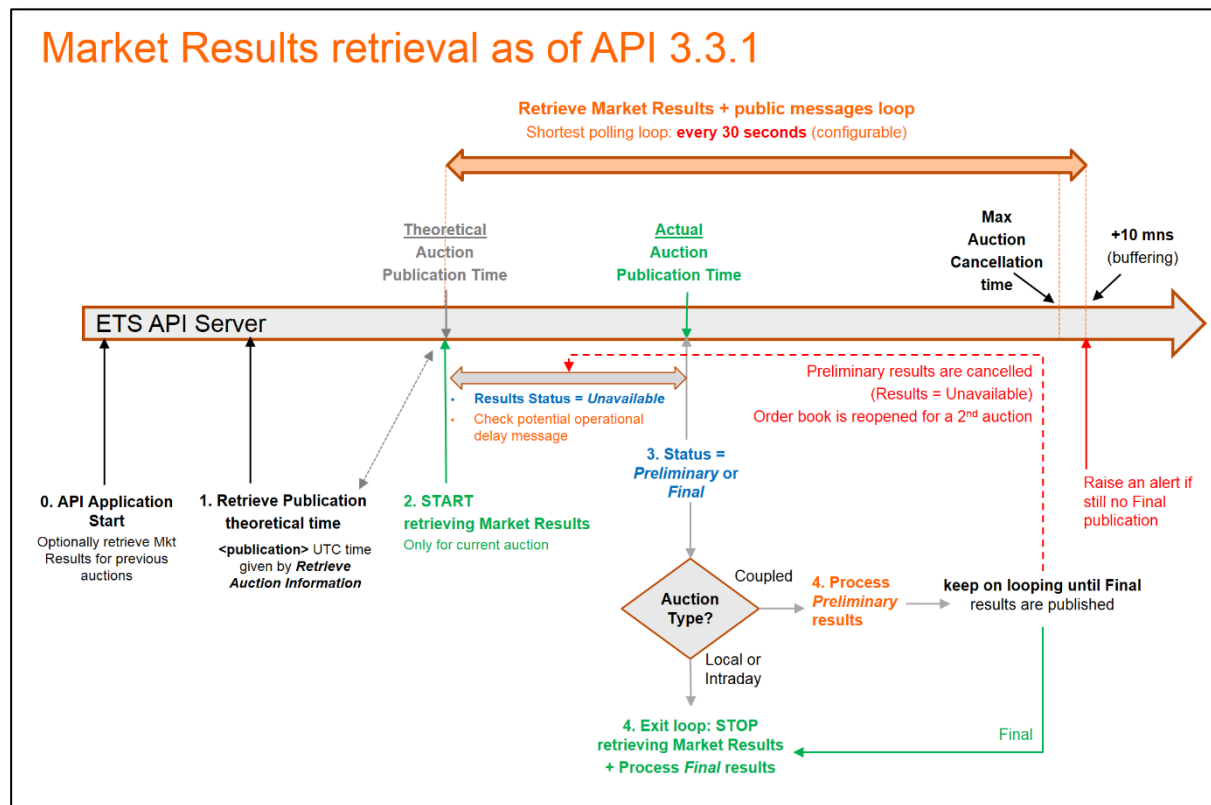 Market Results retrieval as of API 3.3.1
Retrieve Market Results + public messages loop
Shortest polling loop: every 30 seconds (configurable)
Theoretical
Auction
Publication Time
Actual
Auction
Publication Time
Max
Auction
Cancellation
time
+10 mns
(buffering)
ETS API Server
• Results Status = Unavailable
• Check potential operational
delay message
Preliminary results are cancelled
(Results = Unavailable)
Order book is reopened for a 2nd auction
0. API Application
Start
Optionally retrieve Mkt
Results for previous
auctions
1. Retrieve Publication
theoretical time
<publication> UTC time
given by Retrieve
Auction Information
2. START
retrieving Market Results
Only for current auction
3. Status =
Preliminary or
Final
Raise an alert if
still no Final
publication
Auction
Type?
Coupled
4. Process
Preliminary
results
keep on looping until Final
results are published
Local or
Intraday
4. Exit loop: STOP
retrieving Market Results
+ Process Final results
Final